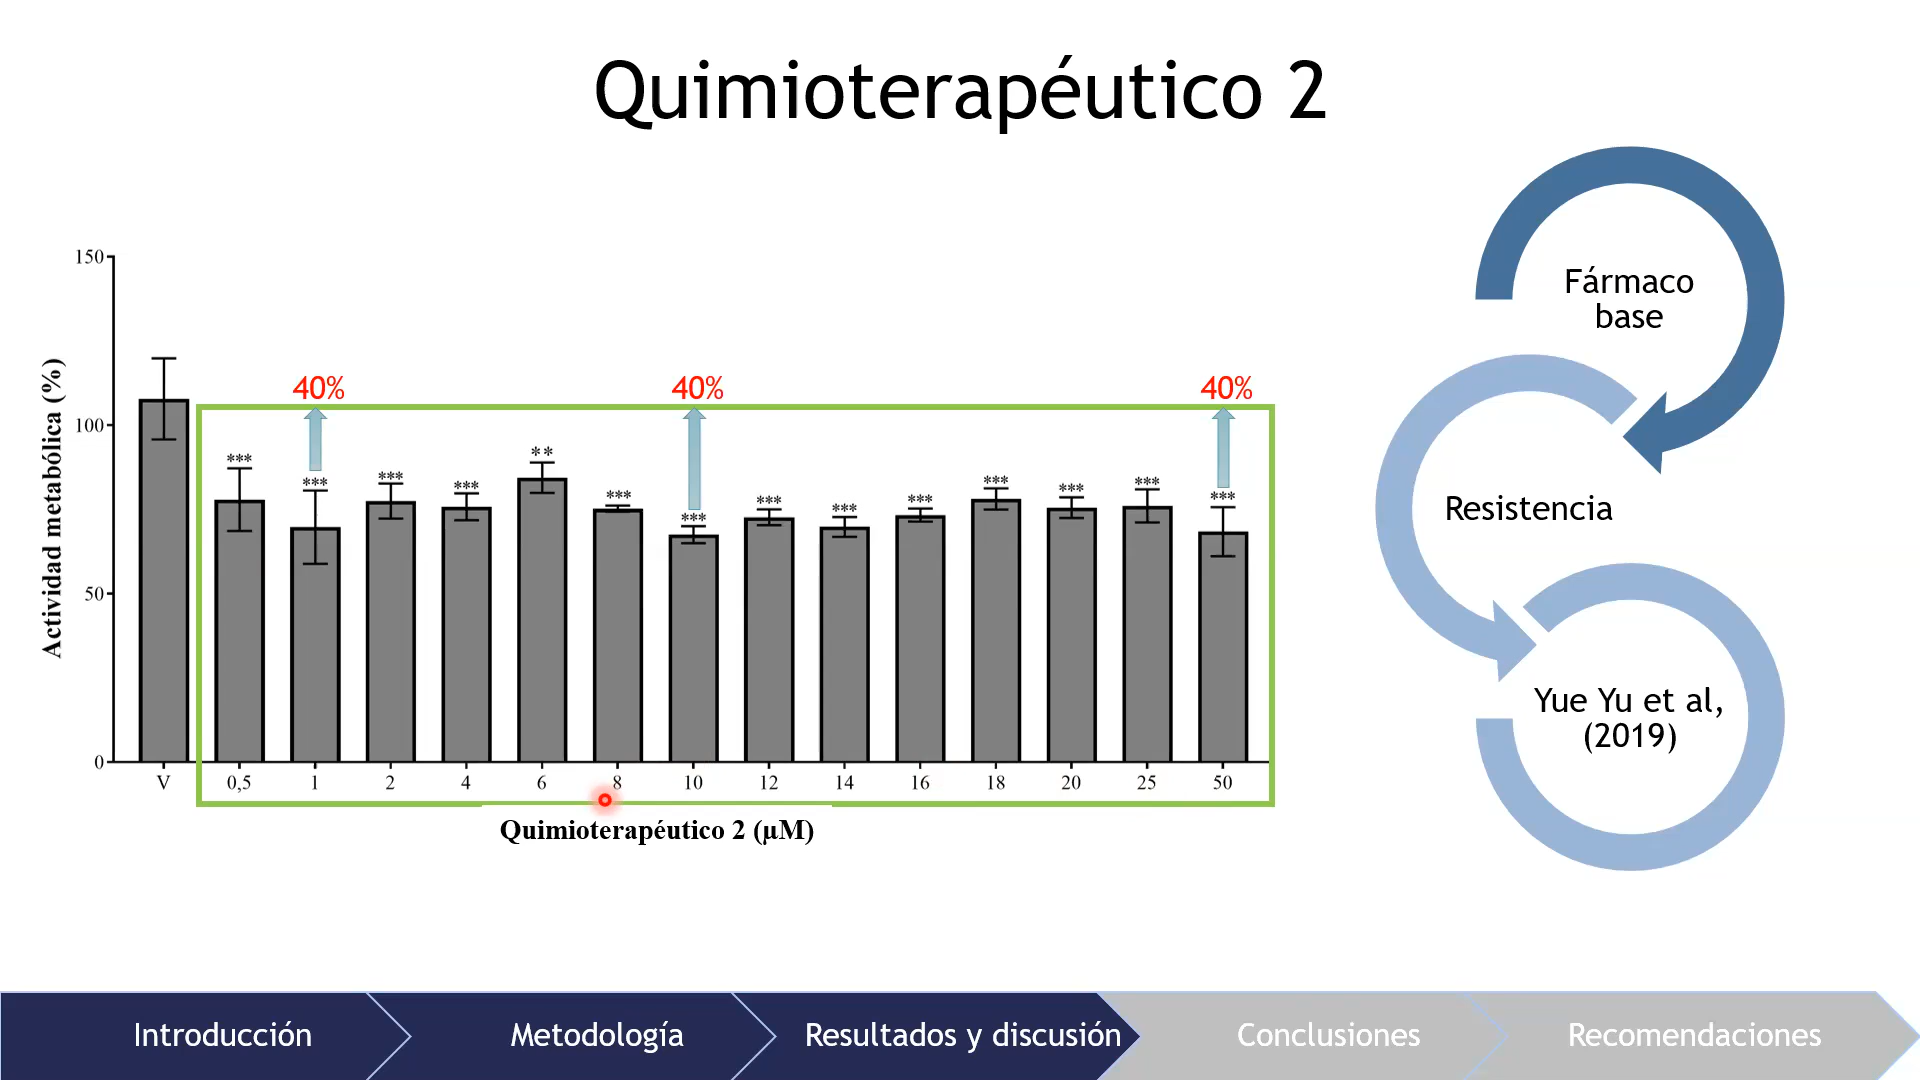 Quimioterapéutico 2
150
100
50
0
Actividad metabólica (%)
40% 40% 40%
*** *** *** *** ** *** *** *** *** *** *** *** *** ***
V 0,5 1 2 4 6 8 10 12 14 16 18 20 25 50
Quimioterapéutico 2 (µM)
Fármaco
base
Resistencia
Yue Yu et al,
(2019)
Introducción Metodología Resultados y discusión Conclusiones Recomendaciones